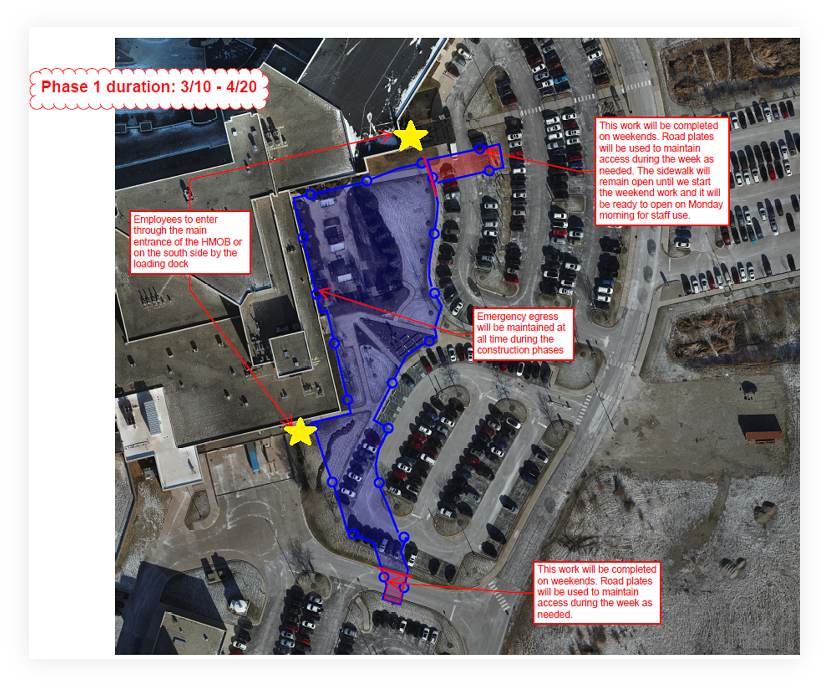 Phase 1 duration: 3/10 - 4/20
This work will be completed
on weekends. Road plates
will be used to maintain
access during the week as
needed. The sidewalk will
remain open until we start
the weekend work and it will
be ready to open on Monday
morning for staff use.
Employees to enter
through the main
entrance of the HMOB or
on the south side by the
loading dock
Emergency egress
will be maintained at
all time during the
construction phases
This work will be completed
on weekends. Road plates
will be used to maintain
access during the week as
needed.